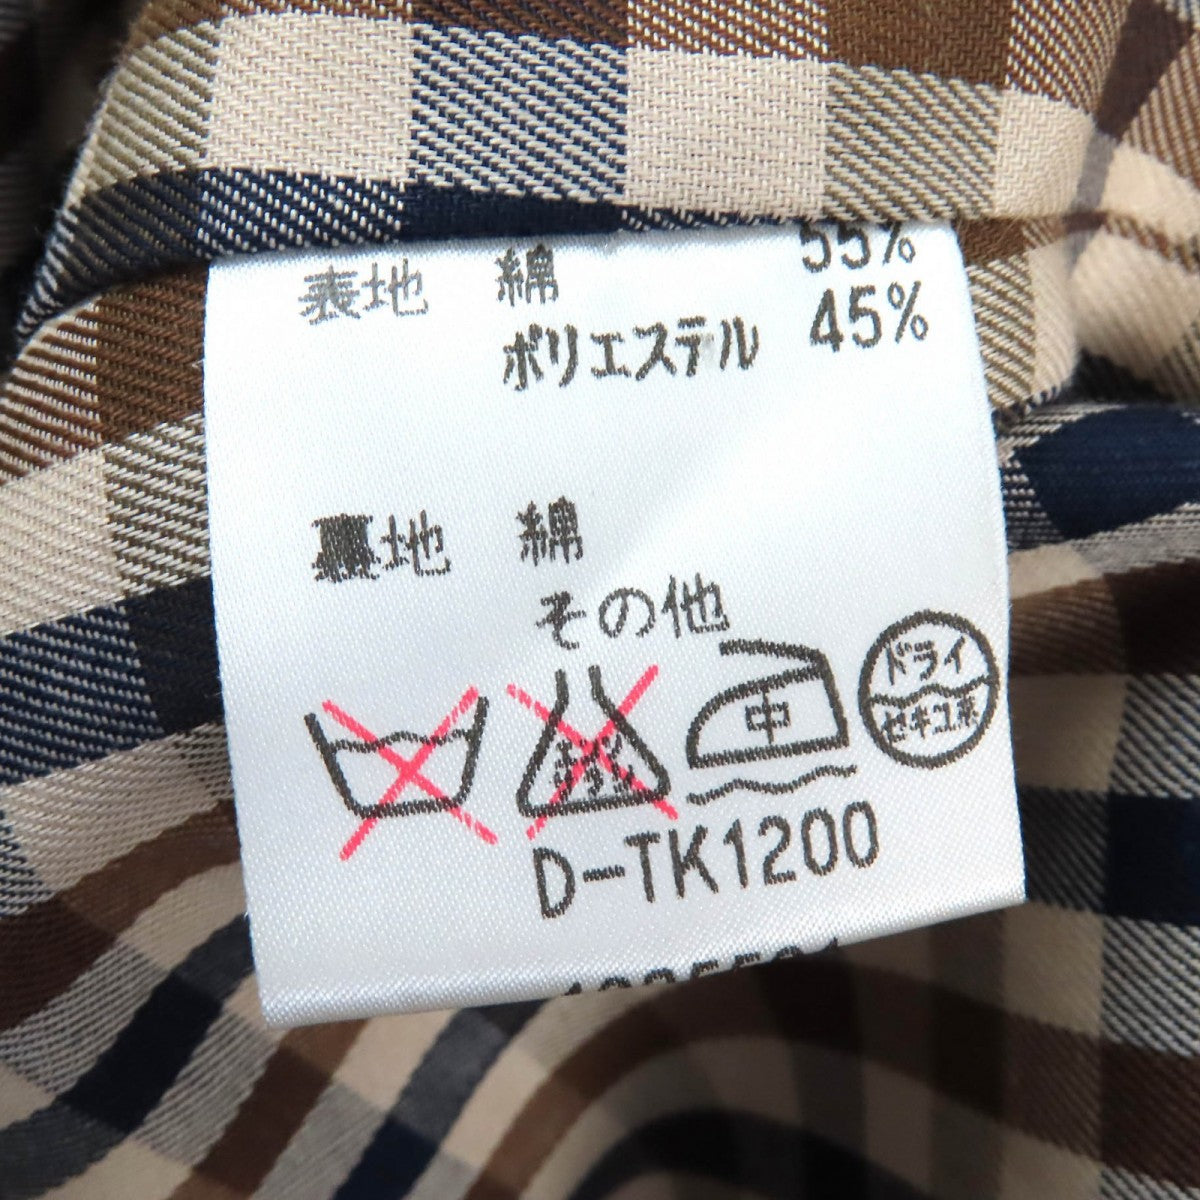 表地 綿 55%
ポリエステル 45%
裏地 綿
その他
中
ドライ
セキユ系
D-TK1200